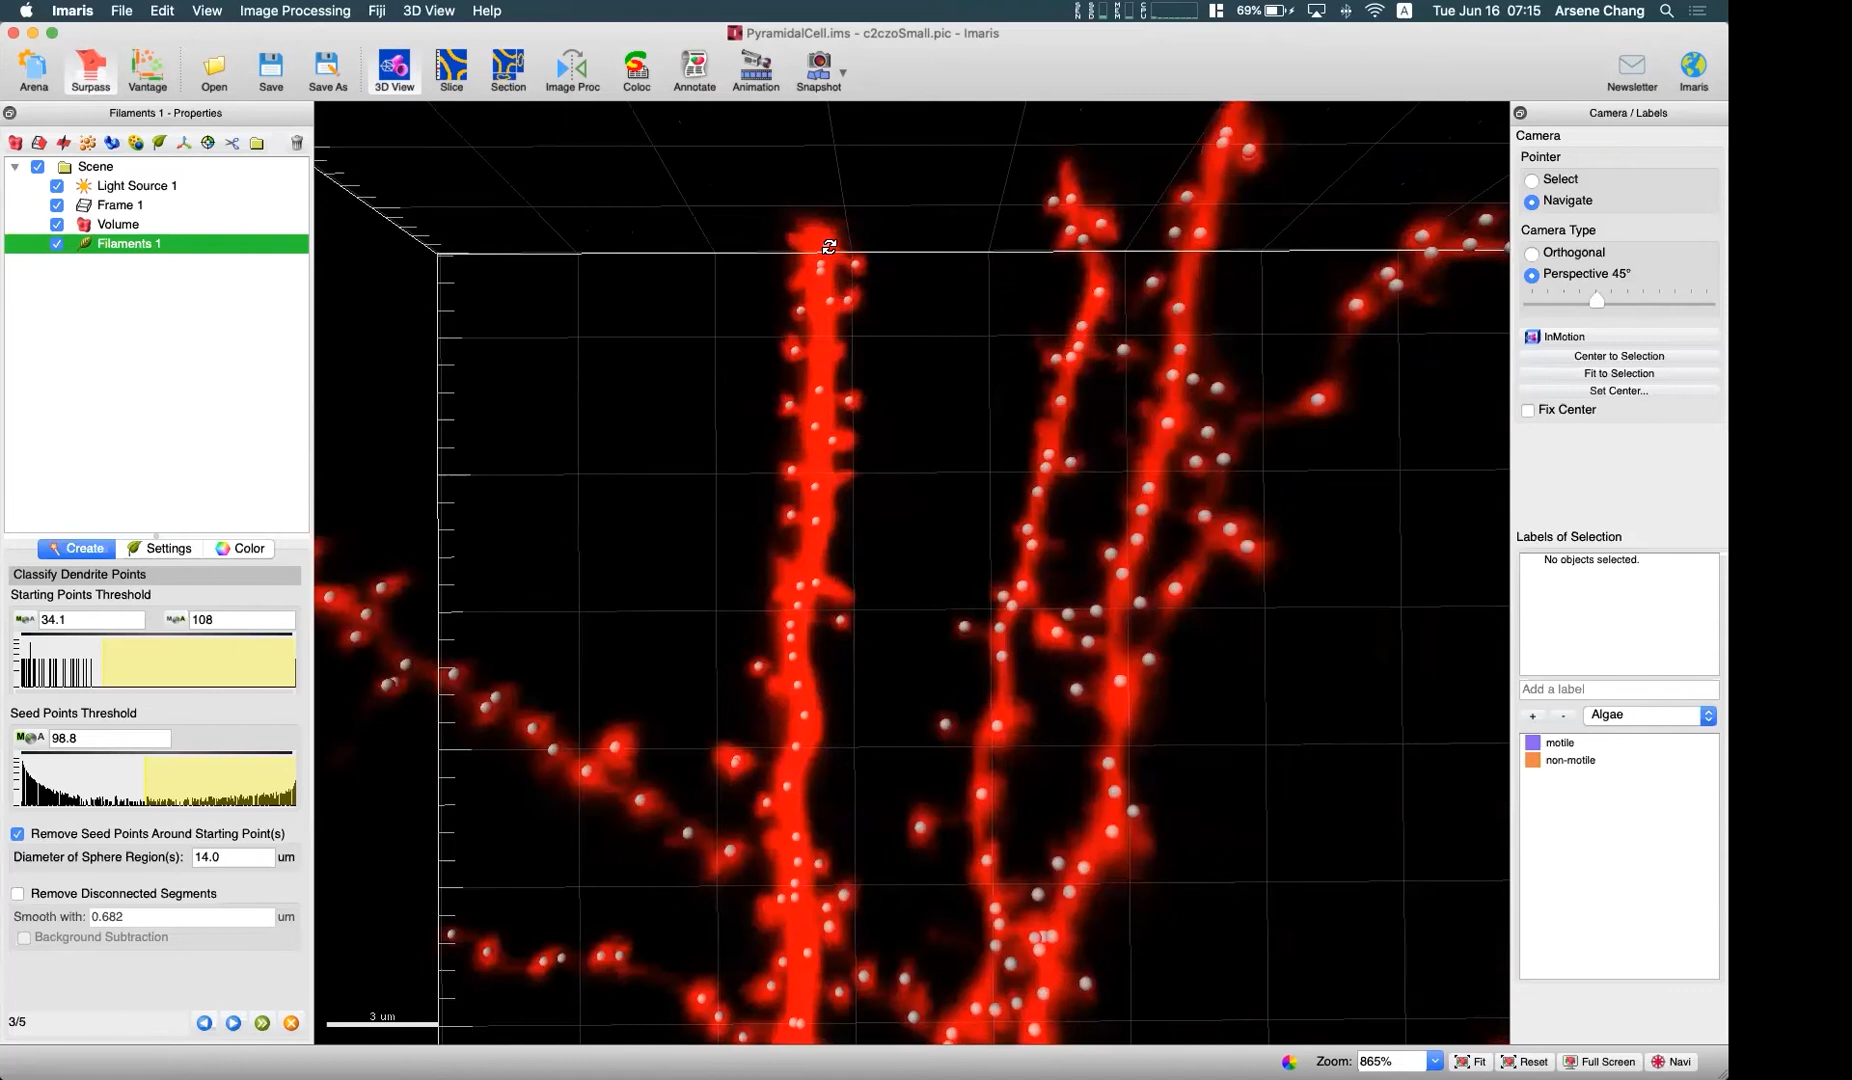 Imaris File Edit View Image Processing Fiji 3D View Help
69% A Tue Jun 16 07:15 Arsene Chang
PyramidalCell.ims - c2czoSmall.pic - Imaris
Arena Surpass Vantage Open Save Save As 3D View Slice Section Image Proc Coloc Annotate Animation Snapshot Newsletter Imaris
Filaments 1 - Properties
Scene
Light Source 1
Frame 1
Volume
Filaments 1
Create Settings Color
Classify Dendrite Points
Starting Points Threshold
34.1 108
Seed Points Threshold
98.8
Remove Seed Points Around Starting Point(s)
Diameter of Sphere Region(s): 14.0 um
Remove Disconnected Segments
Smooth with: 0.682 um
Background Subtraction
3/5
3 um
Camera / Labels
Camera
Pointer
Select
Navigate
Camera Type
Orthogonal
Perspective 45°
InMotion
Center to Selection
Fit to Selection
Set Center...
Fix Center
Labels of Selection
No objects selected.
Add a label
+ - Algae
motile
non-motile
Zoom: 865% Fit Reset Full Screen Navi